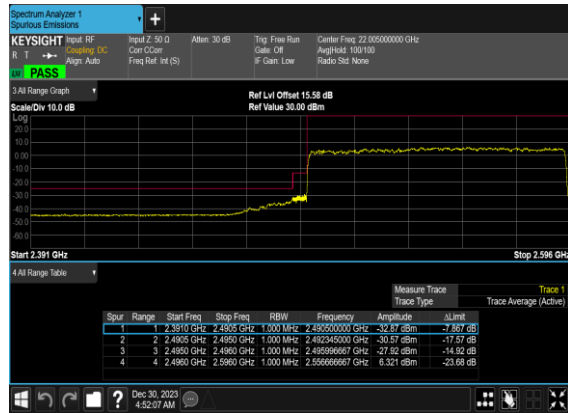 Spectrum Analyzer 1
Spurious Emissions
+
KEYSIGHT Input: RF Input Z: 50 Ω Atten: 30 dB Trig: Free Run Center Freq: 22.005000000 GHz
R T Coupling: DC Corr CCorr Gate: Off Avg|Hold: 100/100
Align: Auto Freq Ref: Int (S) IF Gain: Low Radio Std: None
PASS
3 All Range Graph
Ref Lvl Offset 15.58 dB
Scale/Div 10.0 dB Ref Value 30.00 dBm
Log
20.0
10.0
0.00
-10.0
-20.0
-30.0
-40.0
-50.0
-60.0
Start 2.391 GHz Stop 2.596 GHz
4 All Range Table
Measure Trace Trace 1
Trace Type Trace Average (Active)
Spur Range Start Freq Stop Freq RBW Frequency Amplitude ΔLimit
1 1 2.3910 GHz 2.4905 GHz 1.000 MHz 2.490500000 GHz -32.87 dBm -7.867 dB
2 2 2.4905 GHz 2.4950 GHz 1.000 MHz 2.492345000 GHz -30.57 dBm -17.57 dB
3 3 2.4950 GHz 2.4960 GHz 1.000 MHz 2.495996667 GHz -27.92 dBm -14.92 dB
4 4 2.4960 GHz 2.5960 GHz 1.000 MHz 2.556666667 GHz 6.321 dBm -23.68 dB
? Dec 30, 2023
4:52:07 AM